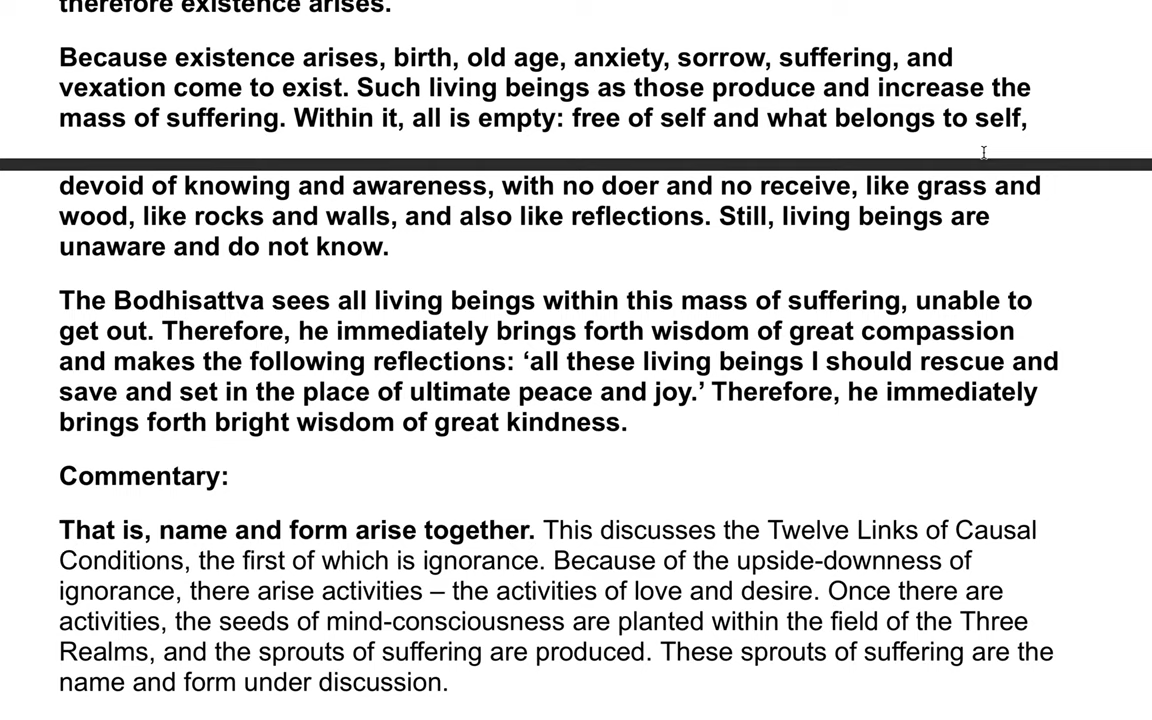 therefore existence arises.
Because existence arises, birth, old age, anxiety, sorrow, suffering, and
vexation come to exist. Such living beings as those produce and increase the
mass of suffering. Within it, all is empty: free of self and what belongs to self,
devoid of knowing and awareness, with no doer and no receive, like grass and
wood, like rocks and walls, and also like reflections. Still, living beings are
unaware and do not know.
The Bodhisattva sees all living beings within this mass of suffering, unable to
get out. Therefore, he immediately brings forth wisdom of great compassion
and makes the following reflections: ‘all these living beings I should rescue and
save and set in the place of ultimate peace and joy.’ Therefore, he immediately
brings forth bright wisdom of great kindness.
Commentary:
That is, name and form arise together. This discusses the Twelve Links of Causal
Conditions, the first of which is ignorance. Because of the upside-downness of
ignorance, there arise activities – the activities of love and desire. Once there are
activities, the seeds of mind-consciousness are planted within the field of the Three
Realms, and the sprouts of suffering are produced. These sprouts of suffering are the
name and form under discussion.